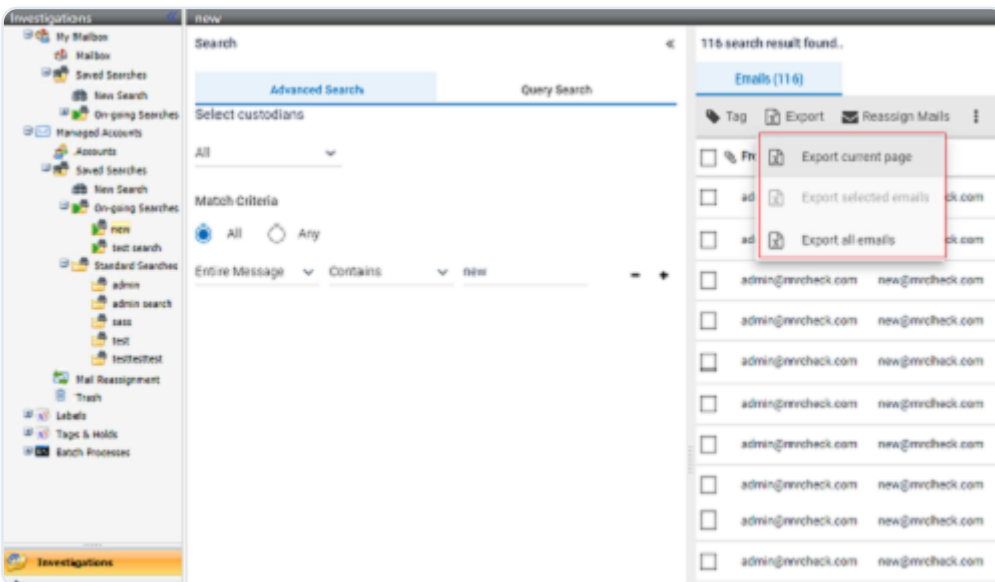 Investigations
My Mailbox
Mailbox
Saved Searches
New Search
On-going Searches
Managed Accounts
Accounts
Saved Searches
New Search
On-going Searches
new
test search
Standard Searches
admin
admin search
sass
test
testtesttest
Mail Reassignment
Trash
Labels
Tags & Holds
Batch Processes
Investigations
new
Search
Advanced Search
Query Search
Select custodians
All
Match Criteria
All Any
Entire Message Contains new
116 search result found..
Emails (116)
Tag Export Reassign Mails
Export current page
ad Export selected emails ck.com
ad Export all emails ck.com
admin@mrcheck.com new@mrcheck.com
admin@mrcheck.com new@mrcheck.com
admin@mrcheck.com new@mrcheck.com
admin@mrcheck.com new@mrcheck.com
admin@mrcheck.com new@mrcheck.com
admin@mrcheck.com new@mrcheck.com
admin@mrcheck.com new@mrcheck.com
admin@mrcheck.com new@mrcheck.com